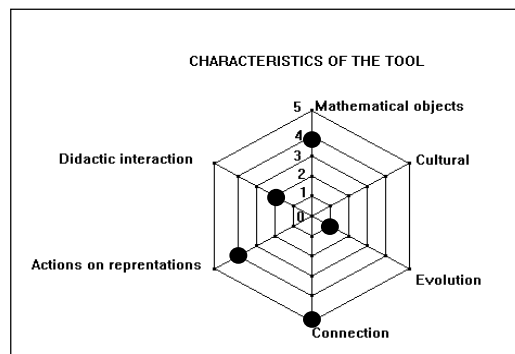 CHARACTERISTICS OF THE TOOL
5 Mathematical objects
4
Didactic interaction
3
Cultural
2
1
0
Actions on reprentations
Evolution
Connection